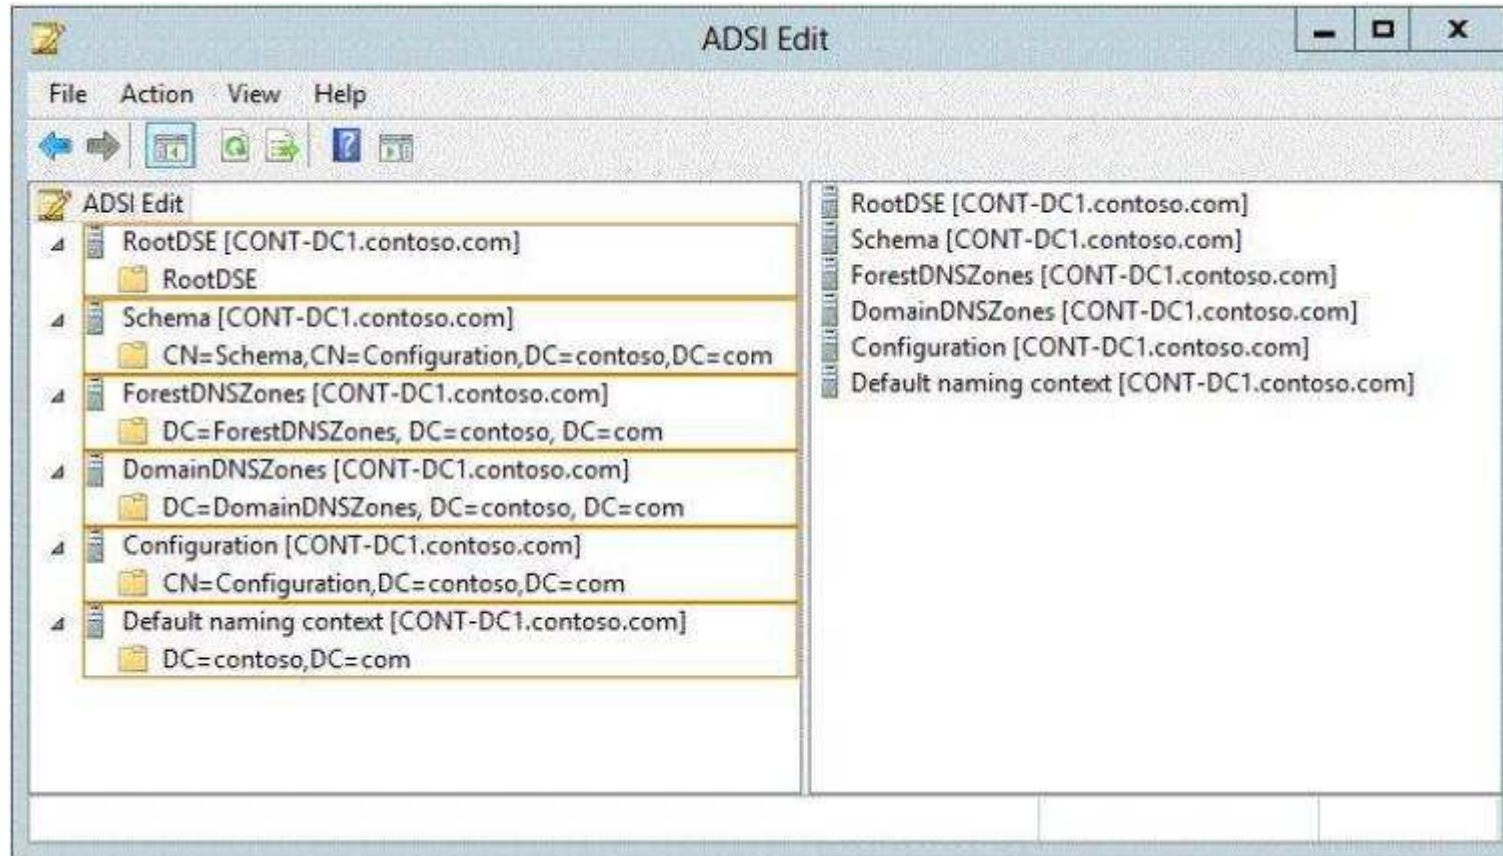 ADSI Edit
File Action View Help
ADSI Edit
RootDSE [CONT-DC1.contoso.com]
RootDSE
Schema [CONT-DC1.contoso.com]
CN=Schema,CN=Configuration,DC=contoso,DC=com
ForestDNSZones [CONT-DC1.contoso.com]
DC=ForestDNSZones, DC=contoso, DC=com
DomainDNSZones [CONT-DC1.contoso.com]
DC=DomainDNSZones, DC=contoso, DC=com
Configuration [CONT-DC1.contoso.com]
CN=Configuration,DC=contoso,DC=com
Default naming context [CONT-DC1.contoso.com]
DC=contoso,DC=com
RootDSE [CONT-DC1.contoso.com]
Schema [CONT-DC1.contoso.com]
ForestDNSZones [CONT-DC1.contoso.com]
DomainDNSZones [CONT-DC1.contoso.com]
Configuration [CONT-DC1.contoso.com]
Default naming context [CONT-DC1.contoso.com]